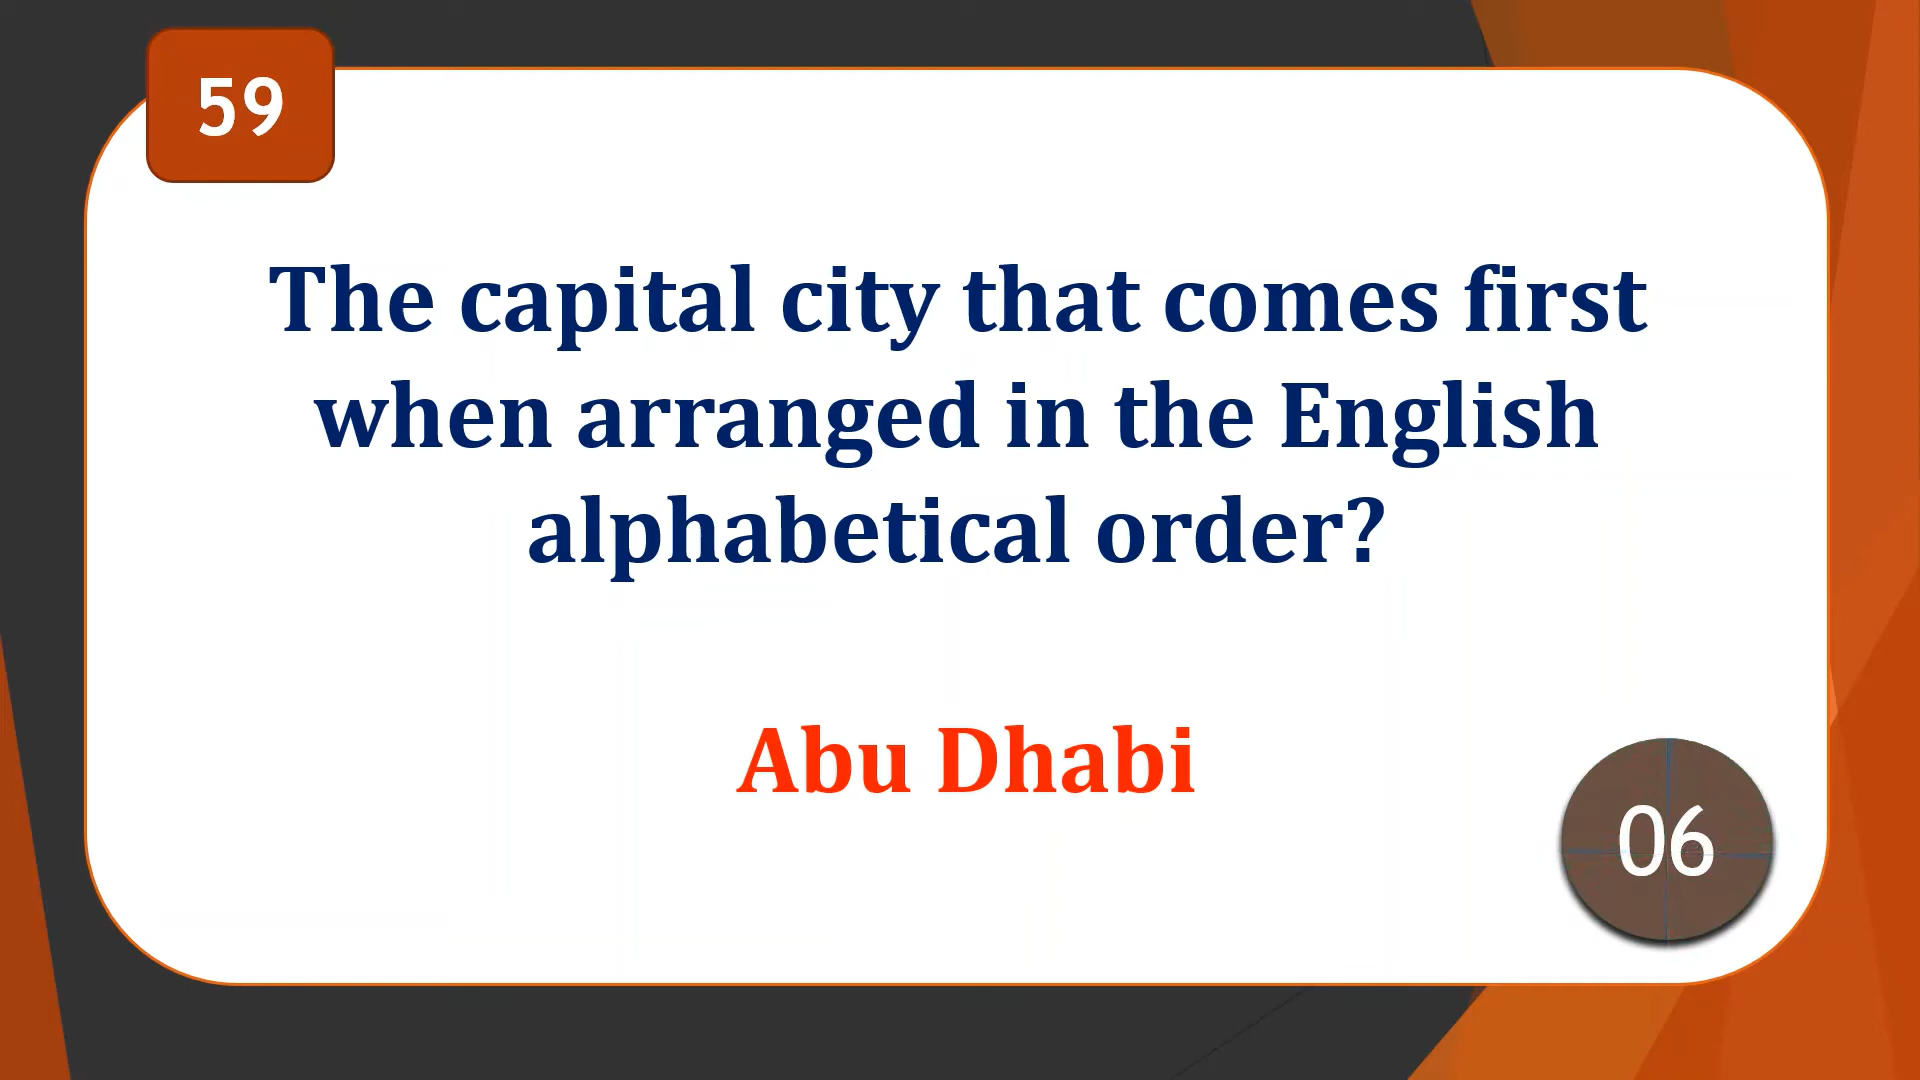 59
The capital city that comes first
when arranged in the English
alphabetical order?
Abu Dhabi
06